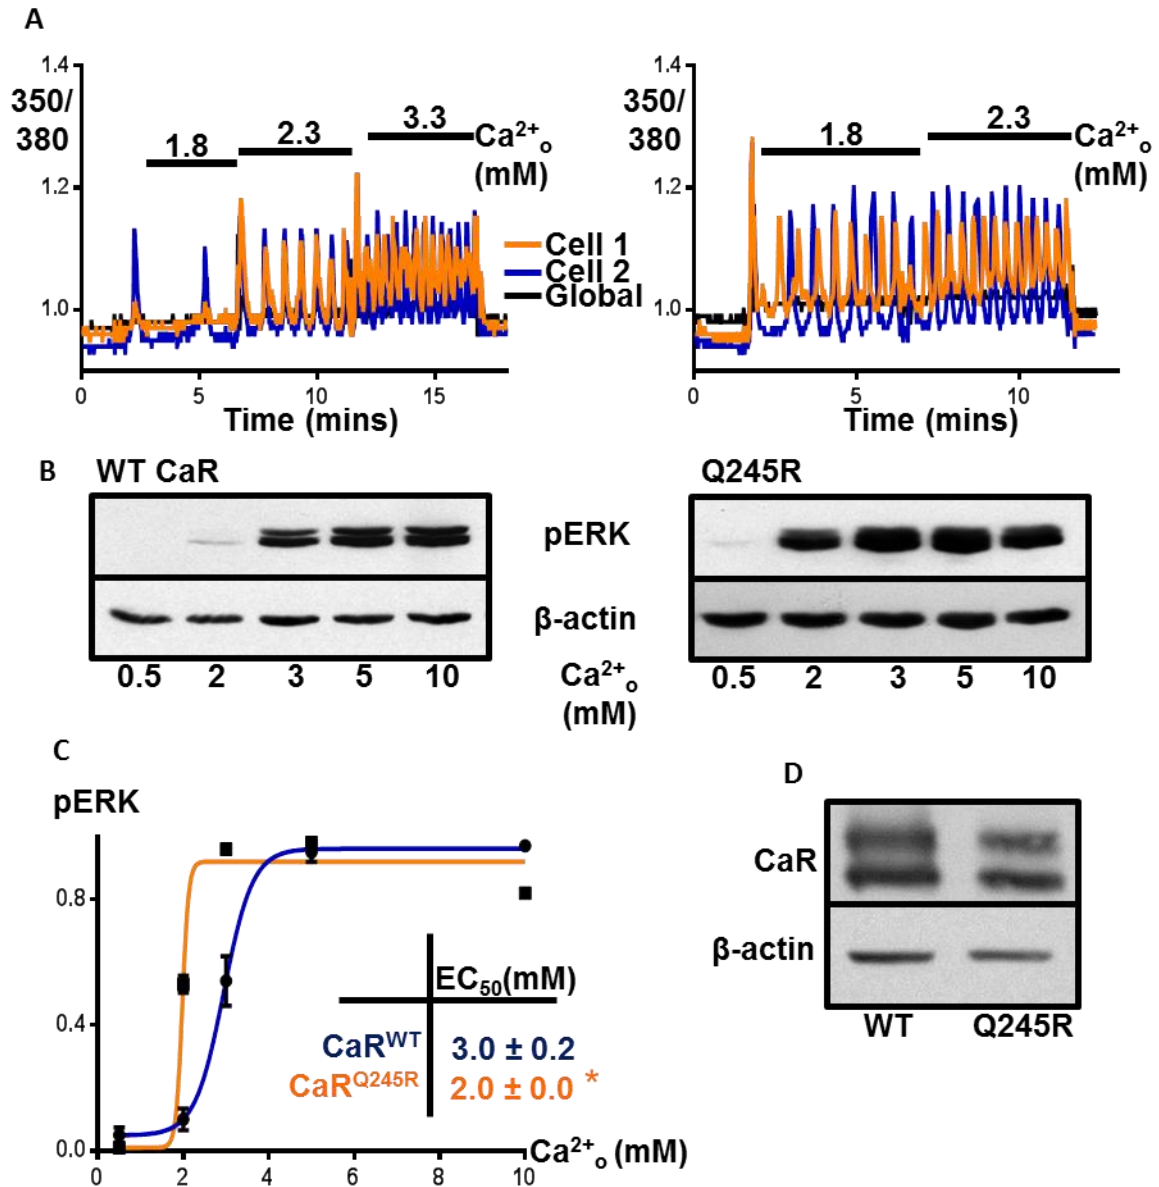 A
1.4
350/
380
1.2
1.0
1.8
2.3
3.3
Ca²⁺ₒ
(mM)
0
5
10
15
Time (mins)
Cell 1
Cell 2
Global
1.4
350/
380
1.2
1.0
1.8
2.3
Ca²⁺ₒ
(mM)
0
5
10
Time (mins)
B
WT CaR
Q245R
pERK
β-actin
0.5 2 3 5 10
Ca²⁺ₒ
(mM)
0.5 2 3 5 10
C
pERK
0.8
0.4
0.0
0 2 4 6 8 10
Ca²⁺ₒ (mM)
EC₅₀(mM)
CaRᵂᵀ 3.0 ± 0.2
CaR^Q245R 2.0 ± 0.0 *
D
CaR
β-actin
WT Q245R